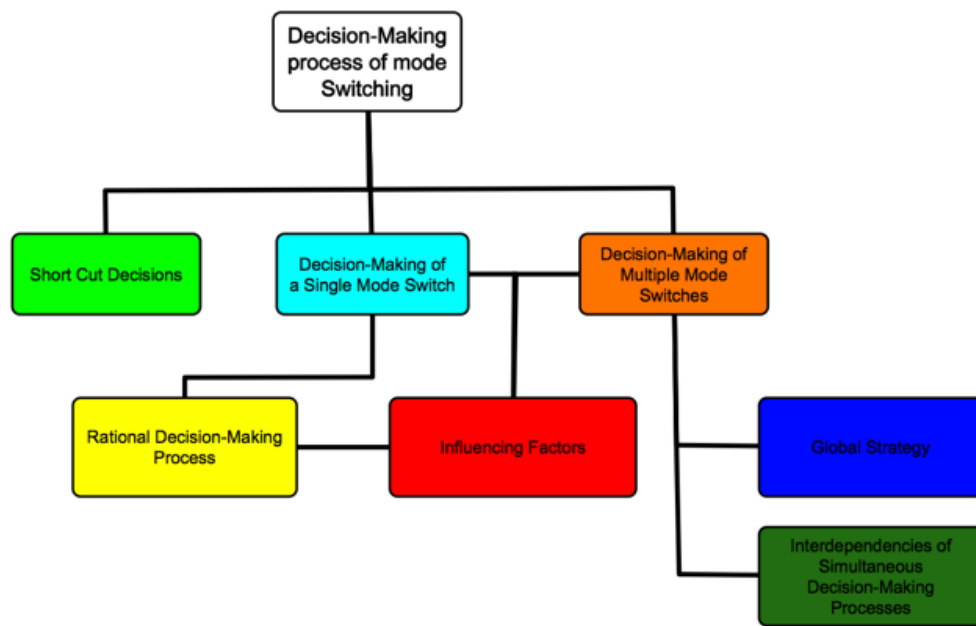 Decision-Making
process of mode
Switching
Short Cut Decisions
Decision-Making of
a Single Mode Switch
Decision-Making of
Multiple Mode
Switches
Rational Decision-Making
Process
Influencing Factors
Global Strategy
Interdependencies of
Simultaneous
Decision-Making
Processes